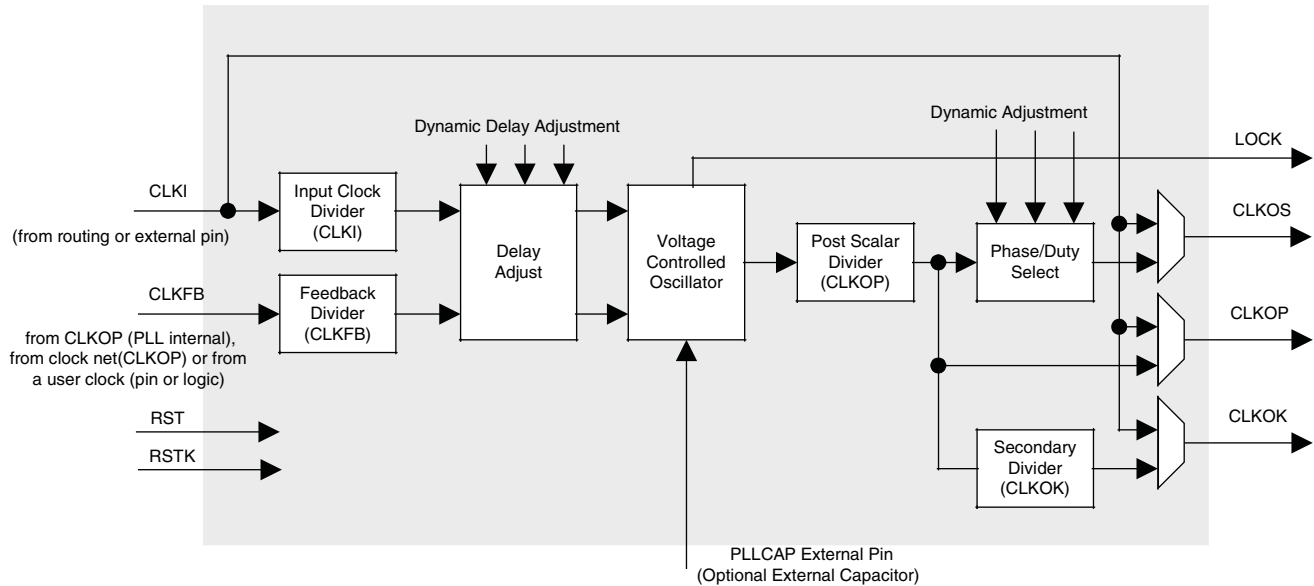 Dynamic Delay Adjustment
Dynamic Adjustment
LOCK
CLKI
(from routing or external pin)
Input Clock
Divider
(CLKI)
Delay
Adjust
Voltage
Controlled
Oscillator
Post Scalar
Divider
(CLKOP)
Phase/Duty
Select
CLKOS
CLKFB
from CLKOP (PLL internal),
from clock net(CLKOP) or from
a user clock (pin or logic)
Feedback
Divider
(CLKFB)
CLKOP
RST
RSTK
Secondary
Divider
(CLKOK)
CLKOK
PLLCAP External Pin
(Optional External Capacitor)